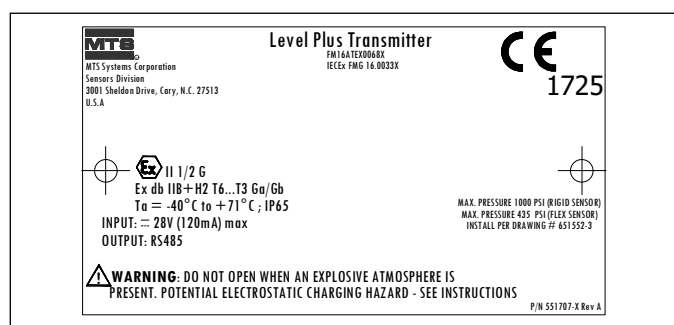 MTS
Level Plus Transmitter
FM16ATEX0068X
IECEx FMG 16.0033X
CE
1725
MTS Systems Corporation
Sensors Division
3001 Sheldon Drive, Cary, N.C. 27513
U.S.A
Ex II 1/2 G
Ex db IIB+H2 T6...T3 Ga/Gb
Ta = -40°C to +71°C ; IP65
INPUT: ⎓ 28V (120mA) max
OUTPUT: RS485
MAX. PRESSURE 1000 PSI (RIGID SENSOR)
MAX. PRESSURE 435 PSI (FLEX SENSOR)
INSTALL PER DRAWING # 651552-3
WARNING: DO NOT OPEN WHEN AN EXPLOSIVE ATMOSPHERE IS
PRESENT. POTENTIAL ELECTROSTATIC CHARGING HAZARD - SEE INSTRUCTIONS
P/N 551707-X Rev A